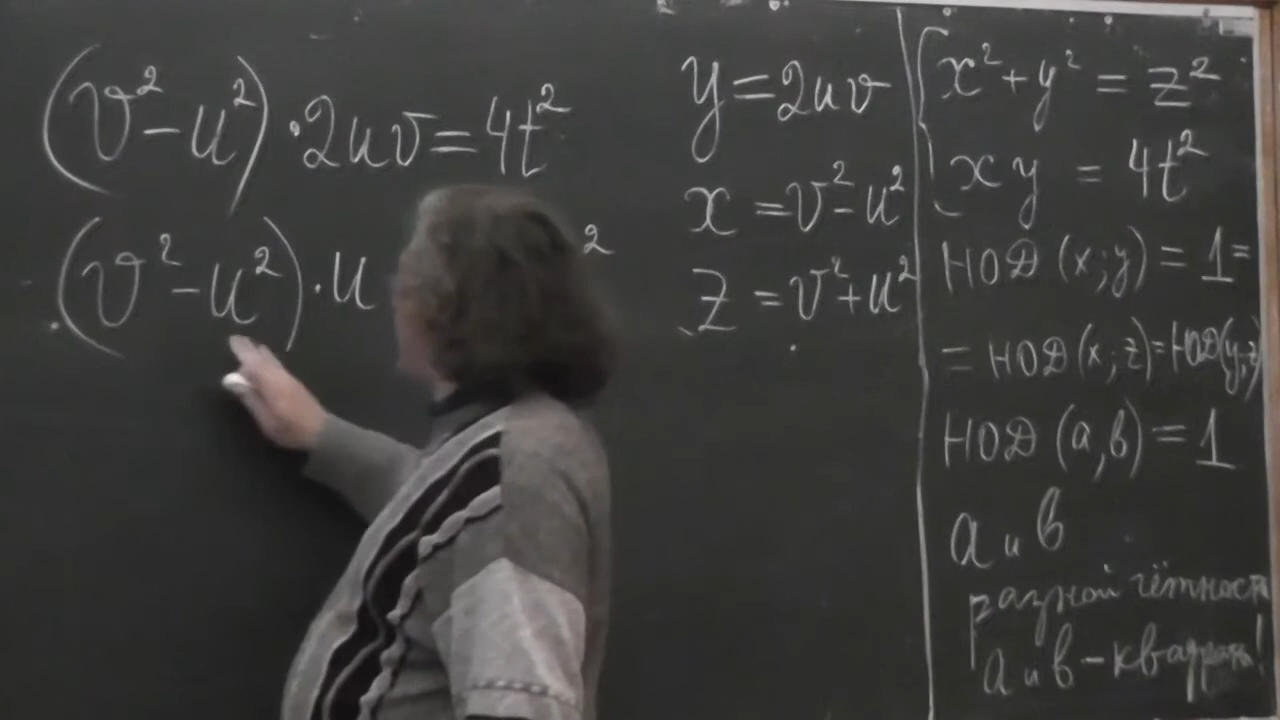 (v² - u²) · 2uv = 4t²
(v² - u²) · u ²
y = 2uv
x = v² - u²
z = v² + u²
x² + y² = z²
xy = 4t²
НОД (x; y) = 1 =
= НОД (x; z) = НОД (y; z)
НОД (а, в) = 1
а и в
разной чётности
а и в - квадраты!